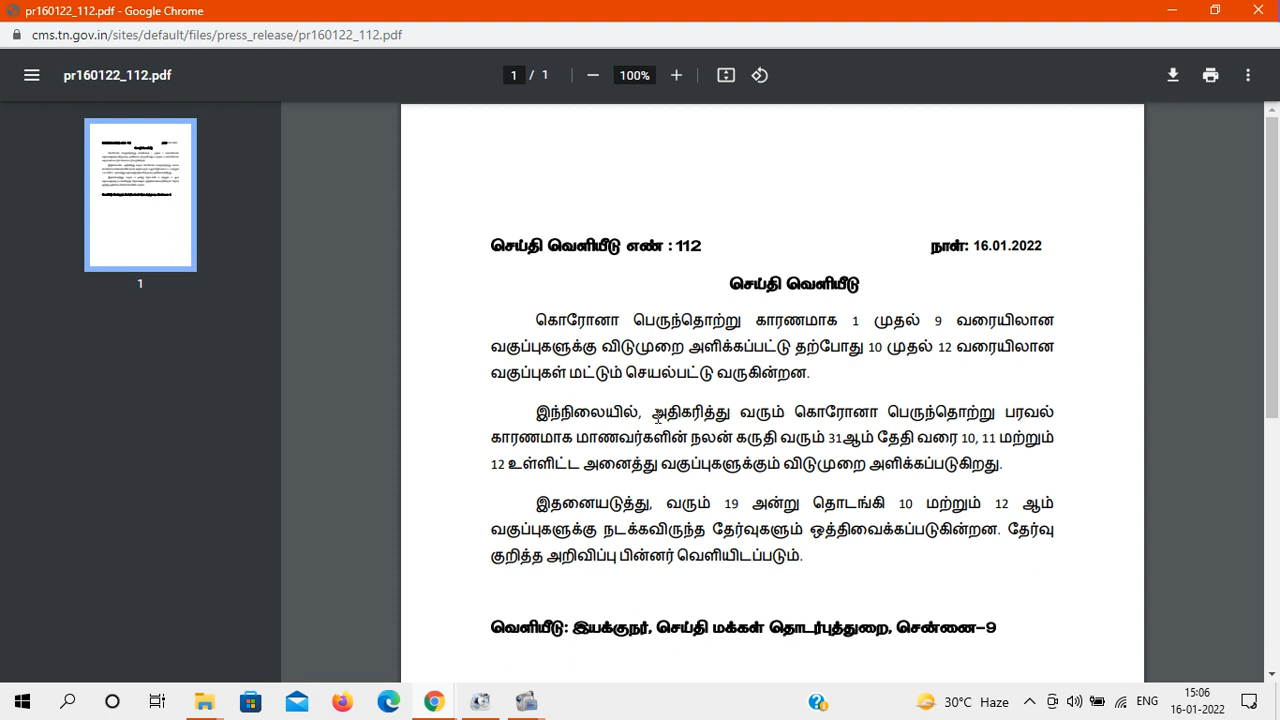 pr160122_112.pdf - Google Chrome
cms.tn.gov.in/sites/default/files/press_release/pr160122_112.pdf
pr160122_112.pdf
1 / 1
100%
1
செய்தி வெளியீடு எண் : 112 நாள்: 16.01.2022
செய்தி வெளியீடு
கொரோனா பெருந்தொற்று காரணமாக 1 முதல் 9 வரையிலான
வகுப்புகளுக்கு விடுமுறை அளிக்கப்பட்டு தற்போது 10 முதல் 12 வரையிலான
வகுப்புகள் மட்டும் செயல்பட்டு வருகின்றன.
இந்நிலையில், அதிகரித்து வரும் கொரோனா பெருந்தொற்று பரவல்
காரணமாக மாணவர்களின் நலன் கருதி வரும் 31ஆம் தேதி வரை 10, 11 மற்றும்
12 உள்ளிட்ட அனைத்து வகுப்புகளுக்கும் விடுமுறை அளிக்கப்படுகிறது.
இதனையடுத்து, வரும் 19 அன்று தொடங்கி 10 மற்றும் 12 ஆம்
வகுப்புகளுக்கு நடக்கவிருந்த தேர்வுகளும் ஒத்திவைக்கப்படுகின்றன. தேர்வு
குறித்த அறிவிப்பு பின்னர் வெளியிடப்படும்.
வெளியீடு: இயக்குநர், செய்தி மக்கள் தொடர்புத்துறை, சென்னை-9
30°C Haze
ENG
15:06
16-01-2022